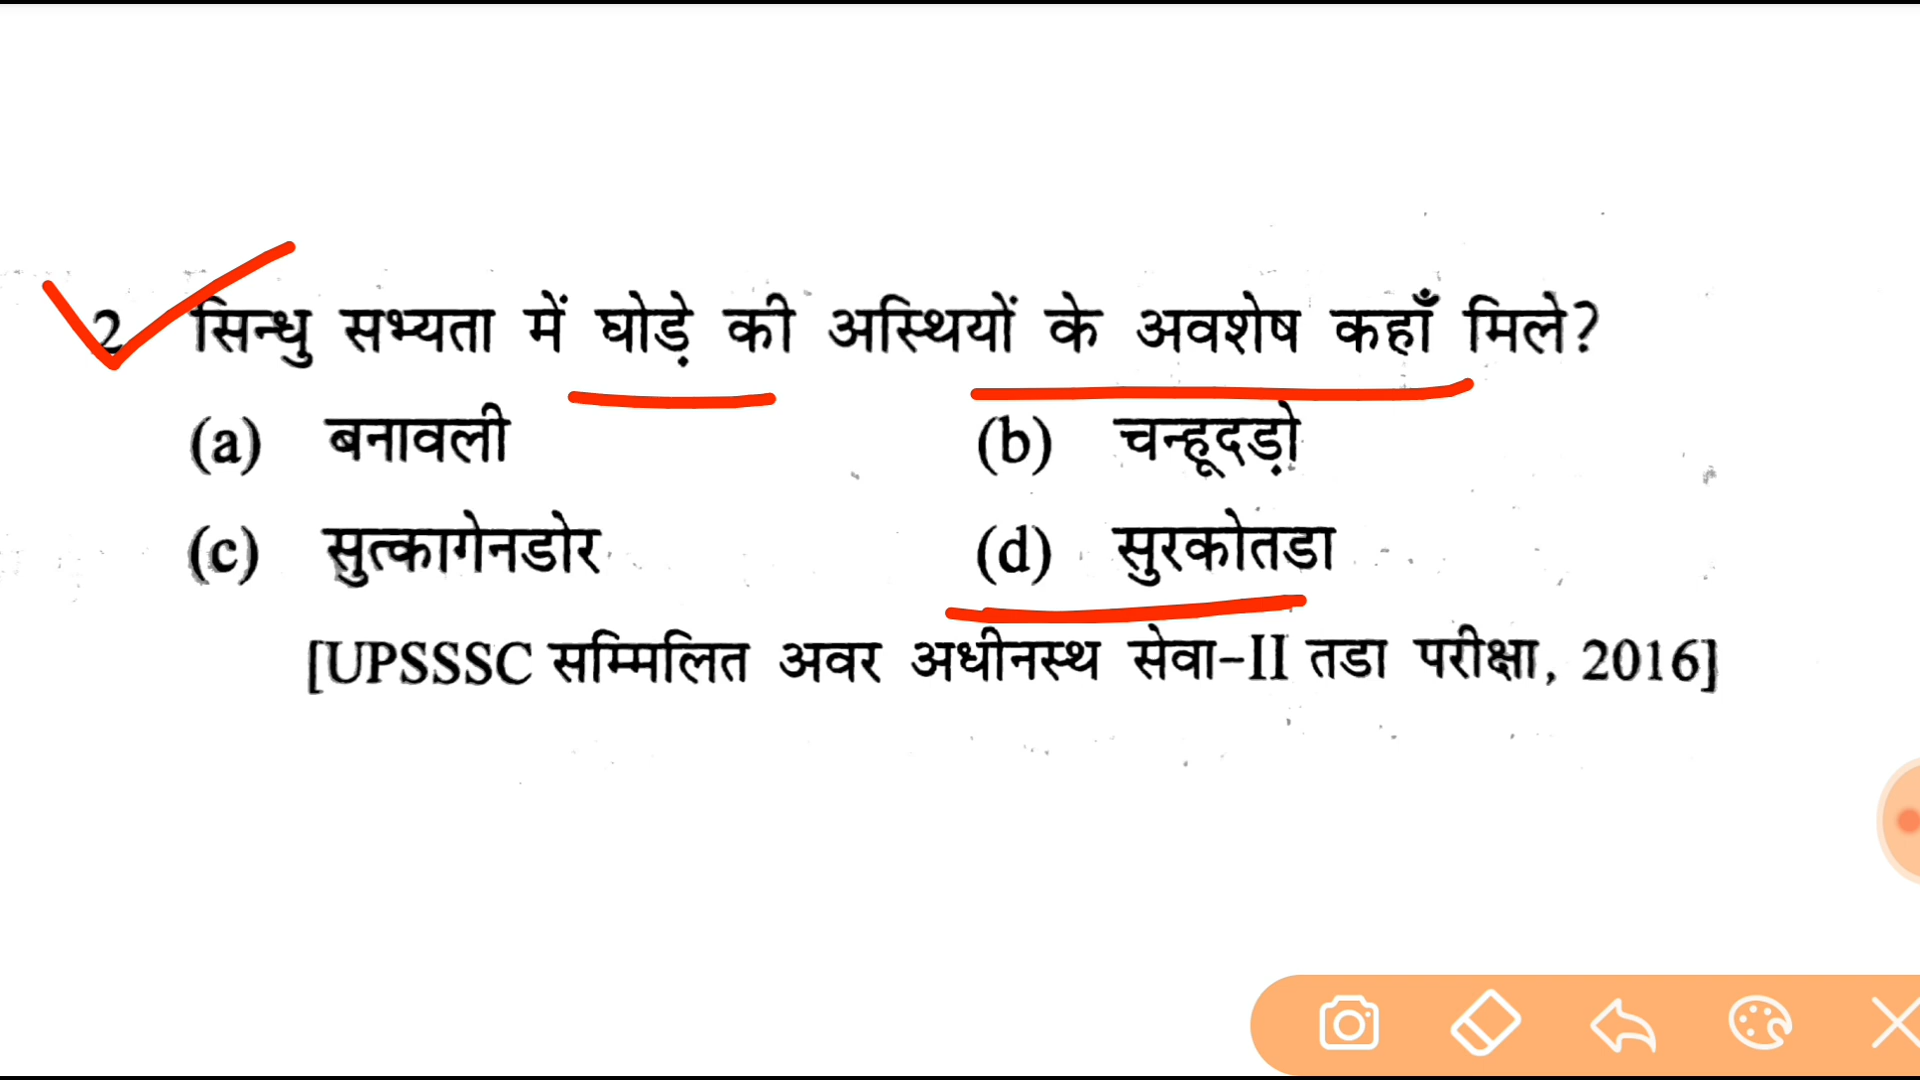 2. सिन्धु सभ्यता में घोड़े की अस्थियों के अवशेष कहाँ मिले?
(a) बनावली (b) चन्हूदड़ो
(c) सुत्कागेनडोर (d) सुरकोतडा
[UPSSSC सम्मिलित अवर अधीनस्थ सेवा-II तडा परीक्षा, 2016]